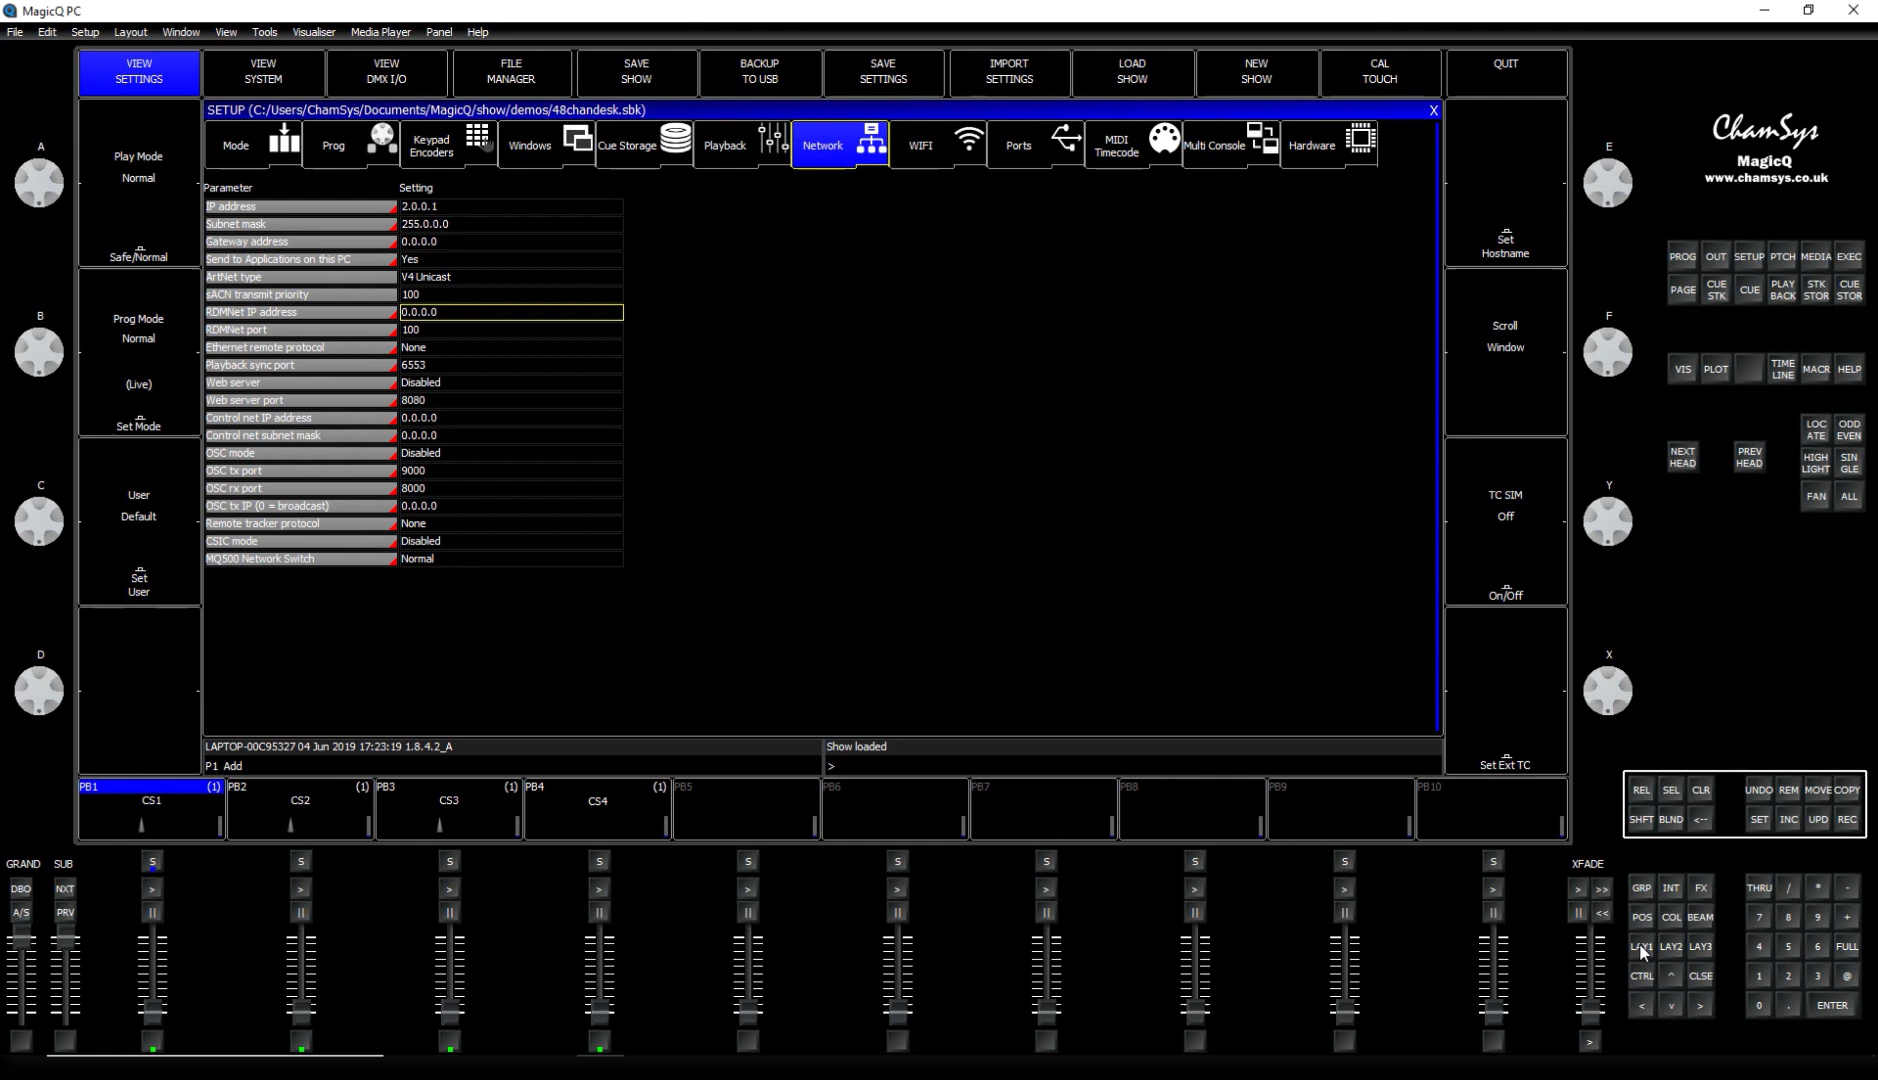 MagicQ PC
File Edit Setup Layout Window View Tools Visualiser Media Player Panel Help
VIEW SETTINGS
VIEW SYSTEM
VIEW DMX I/O
FILE MANAGER
SAVE SHOW
BACKUP TO USB
SAVE SETTINGS
IMPORT SETTINGS
LOAD SHOW
NEW SHOW
CAL TOUCH
QUIT
SETUP (C:/Users/ChamSys/Documents/MagicQ/show/demos/48chandesk.sbk) X
Mode
Prog
Keypad Encoders
Windows
Cue Storage
Playback
Network
WIFI
Ports
MIDI Timecode
Multi Console
Hardware
Parameter Setting
IP address 2.0.0.1
Subnet mask 255.0.0.0
Gateway address 0.0.0.0
Send to Applications on this PC Yes
ArtNet type V4 Unicast
sACN transmit priority 100
RDMNet IP address 0.0.0.0
RDMNet port 100
Ethernet remote protocol None
Playback sync port 6553
Web server Disabled
Web server port 8080
Control net IP address 0.0.0.0
Control net subnet mask 0.0.0.0
OSC mode Disabled
OSC tx port 9000
OSC rx port 8000
OSC tx IP (0 = broadcast) 0.0.0.0
Remote tracker protocol None
CSIC mode Disabled
MQ500 Network Switch Normal
A
Play Mode
Normal
Safe/Normal
B
Prog Mode
Normal
(Live)
Set Mode
C
User
Default
Set
User
D
E
Set
Hostname
F
Scroll
Window
Y
TC SIM
Off
On/Off
X
Set Ext TC
ChamSys
MagicQ
www.chamsys.co.uk
PROG OUT SETUP PTCH MEDIA EXEC
PAGE CUE STK CUE PLAY BACK STK STOR CUE STOR
VIS PLOT TIME LINE MACR HELP
LOC ATE ODD EVEN
NEXT HEAD PREV HEAD HIGH LIGHT SIN GLE
FAN ALL
LAPTOP-00C95327 04 Jun 2019 17:23:19 1.8.4.2_A
Show loaded
P1 Add
>
PB1 (1) PB2 (1) PB3 (1) PB4 (1) PB5 PB6 PB7 PB8 PB9 PB10
CS1 CS2 CS3 CS4
REL SEL CLR UNDO REM MOVE COPY
SHFT BLND <-- SET INC UPD REC
GRAND SUB S S S S S S S S S S XFADE
DBO NXT > > > > > > > > > > > >> GRP INT FX THRU / * -
A/S PRV || || || || || || || || || || || << POS COL BEAM 7 8 9 +
LAY1 LAY2 LAY3 4 5 6 FULL
CTRL ^ CLSE 1 2 3 @
< v > 0 . ENTER
>